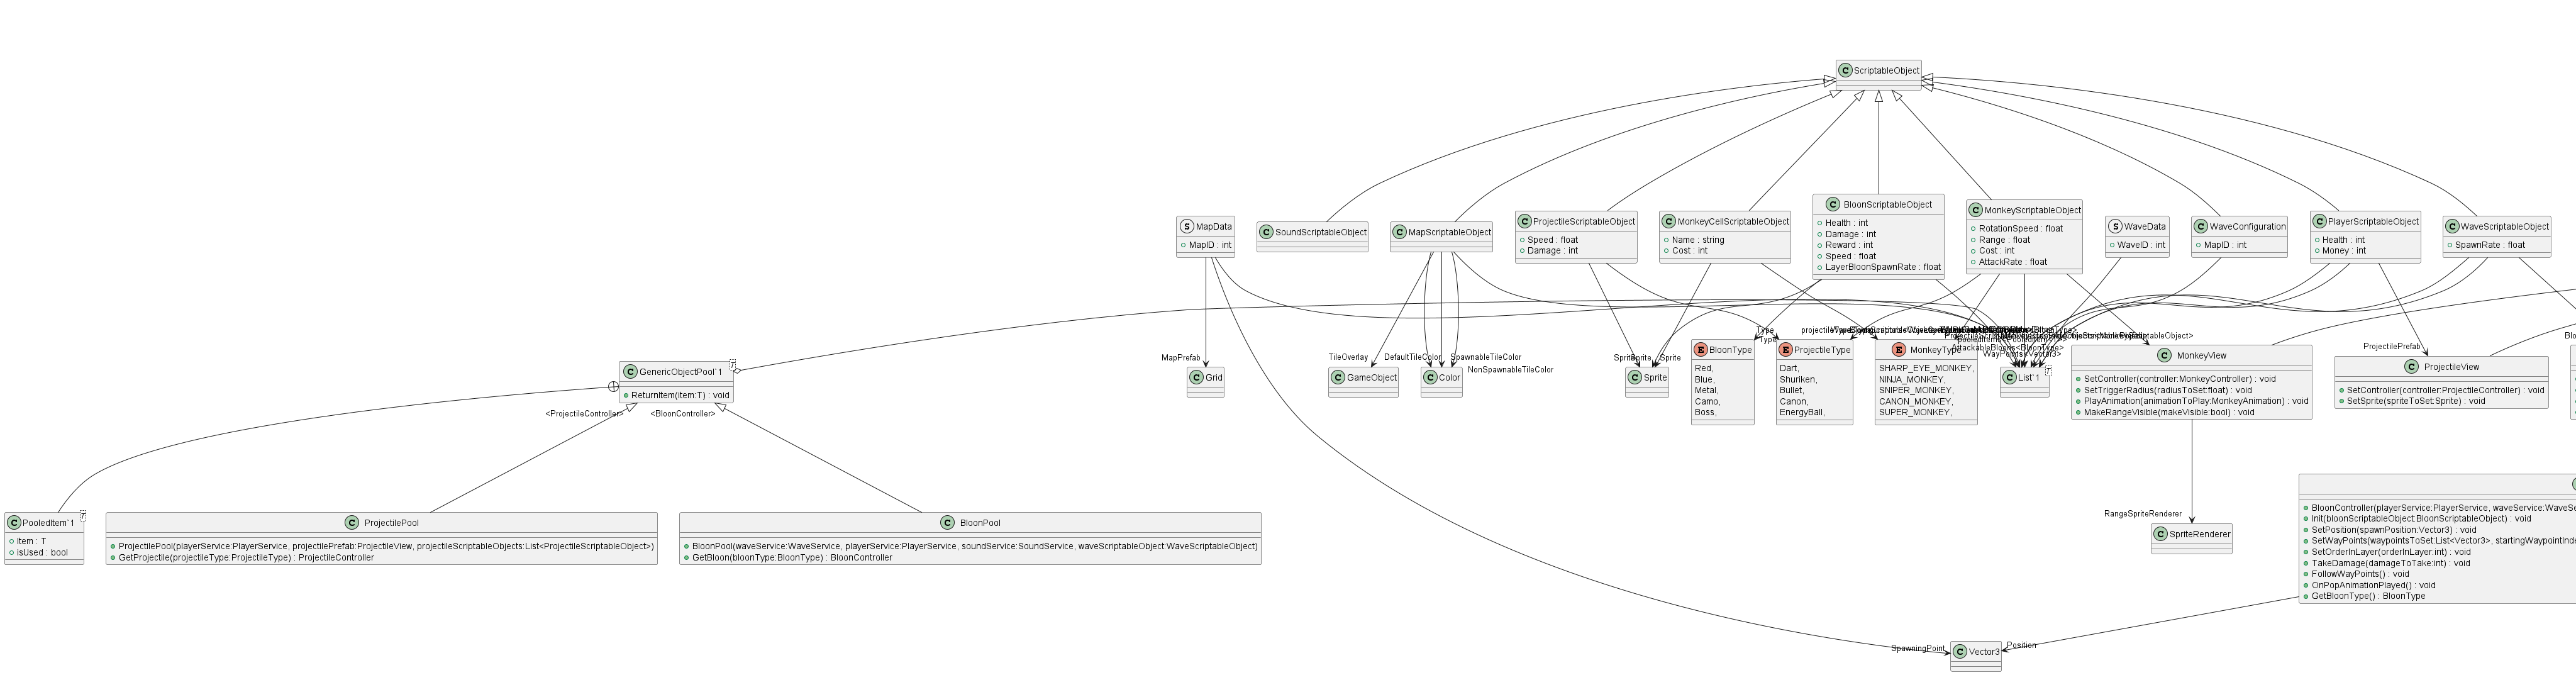 ScriptableObject
MapData
MapID : int
SoundScriptableObject
MapScriptableObject
ProjectileScriptableObject
Speed : float
Damage : int
MonkeyCellScriptableObject
Name : string
Cost : int
BloonScriptableObject
Health : int
Damage : int
Reward : int
Speed : float
LayerBloonSpawnRate : float
MonkeyScriptableObject
RotationSpeed : float
Range : float
Cost : int
AttackRate : float
WaveData
WaveID : int
WaveConfiguration
MapID : int
PlayerScriptableObject
Health : int
Money : int
WaveScriptableObject
SpawnRate : float
MapPrefab
TileOverlay
DefaultTileColor
SpawnableTileColor
NonSpawnableTileColor
Sprite
Type
Type
AttackableBloons<BloonType>
WayPoints<Vector3>
ProjectilePrefab
GenericObjectPool`1
T
ReturnItem(item:T) : void
<ProjectileController>
<BloonController>
Grid
GameObject
Color
Sprite
BloonType
Red,
Blue,
Metal,
Camo,
Boss,
ProjectileType
Dart,
Shuriken,
Bullet,
Canon,
EnergyBall,
MonkeyType
SHARP_EYE_MONKEY,
NINJA_MONKEY,
SNIPER_MONKEY,
CANON_MONKEY,
SUPER_MONKEY,
List`1
T
MonkeyView
SetController(controller:MonkeyController) : void
SetTriggerRadius(radiusToSet:float) : void
PlayAnimation(animationToPlay:MonkeyAnimation) : void
MakeRangeVisible(makeVisible:bool) : void
ProjectileView
SetController(controller:ProjectileController) : void
SetSprite(spriteToSet:Sprite) : void
PooledItem`1
T
Item : T
isUsed : bool
ProjectilePool
ProjectilePool(playerService:PlayerService, projectilePrefab:ProjectileView, projectileScriptableObjects:List<ProjectileScriptableObject>)
GetProjectile(projectileType:ProjectileType) : ProjectileController
BloonPool
BloonPool(waveService:WaveService, playerService:PlayerService, soundService:SoundService, waveScriptableObject:WaveScriptableObject)
GetBloon(bloonType:BloonType) : BloonController
RangeSpriteRenderer
SpriteRenderer
BloonController(playerService:PlayerService, waveService:WaveSe
Init(bloonScriptableObject:BloonScriptableObject) : void
SetPosition(spawnPosition:Vector3) : void
SetWayPoints(waypointsToSet:List<Vector3>, startingWaypointInde
SetOrderInLayer(orderInLayer:int) : void
TakeDamage(damageToTake:int) : void
FollowWayPoints() : void
OnPopAnimationPlayed() : void
GetBloonType() : BloonType
SpawningPoint
Position
Vector3